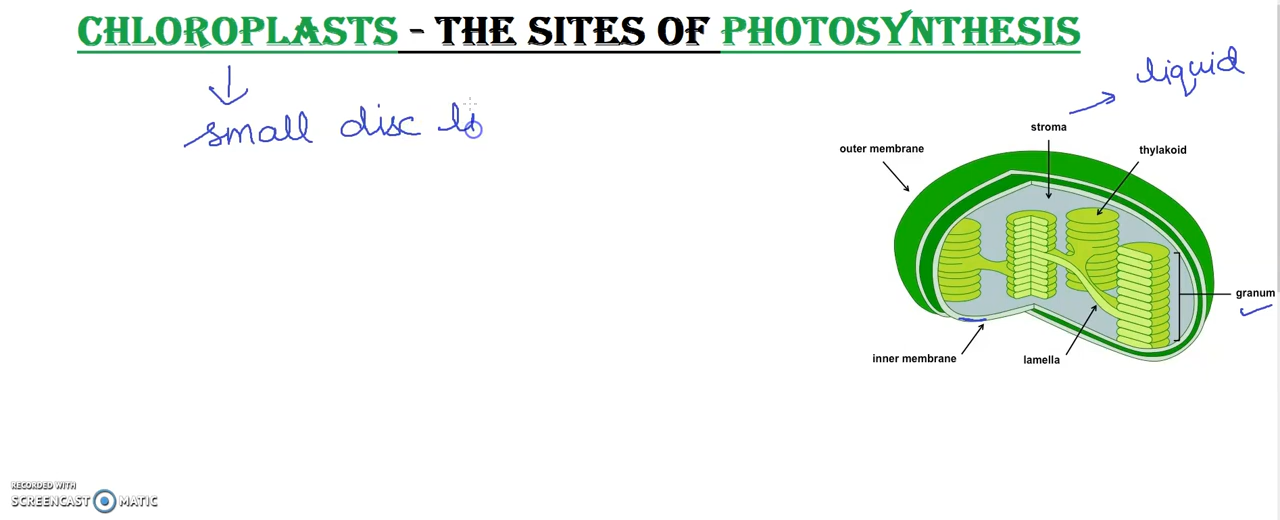 CHLOROPLASTS - THE SITES OF PHOTOSYNTHESIS
liquid
small disc li
stroma
outer membrane
thylakoid
granum
inner membrane
lamella
RECORDED WITH
SCREENCAST MATIC